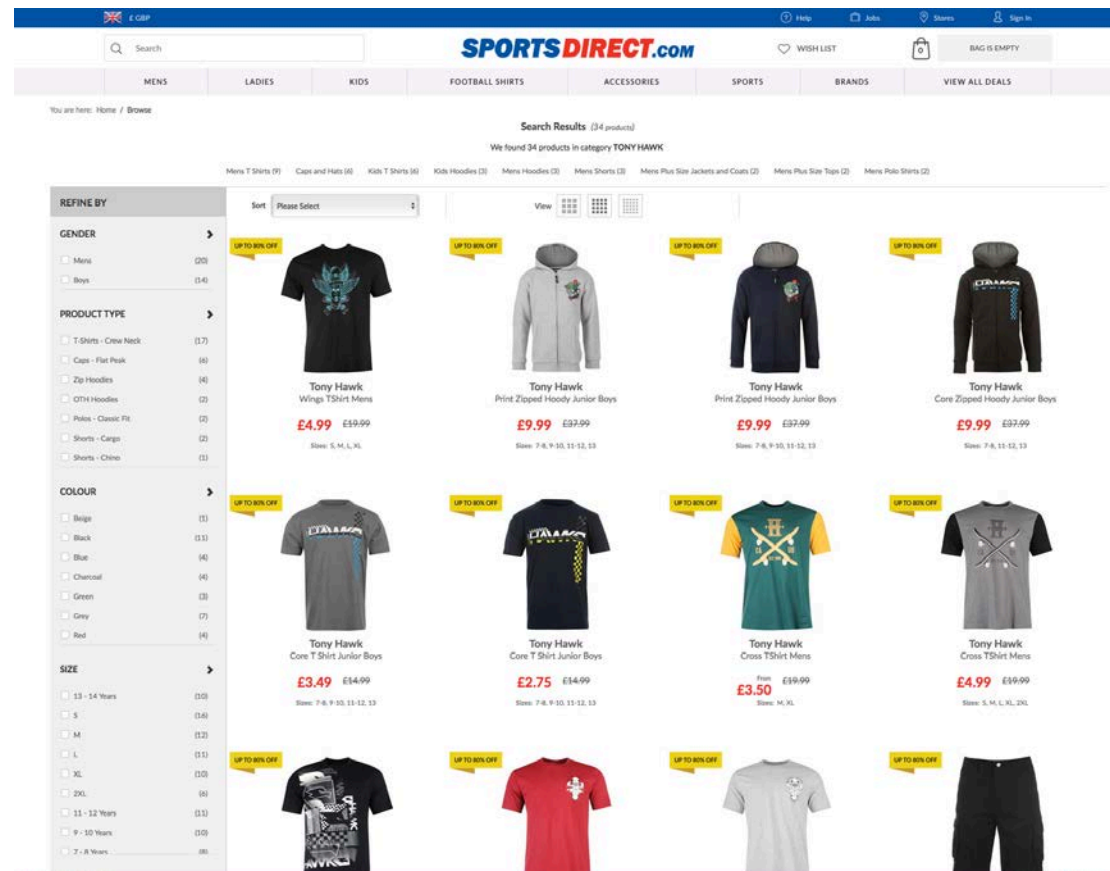 £ GBP
Help
Jobs
Stores
Sign In
Search
SPORTSDIRECT.COM
WISH LIST
0
BAG IS EMPTY
MENS
LADIES
KIDS
FOOTBALL SHIRTS
ACCESSORIES
SPORTS
BRANDS
VIEW ALL DEALS
You are here: Home / Browse
Search Results (34 products)
We found 34 products in category TONY HAWK
Mens T Shirts (9) Caps and Hats (6) Kids T Shirts (6) Kids Hoodies (3) Mens Hoodies (3) Mens Shorts (3) Mens Plus Size Jackets and Coats (2) Mens Plus Size Tops (2) Mens Polo Shirts (2)
REFINE BY
GENDER
Mens (20)
Boys (14)
PRODUCT TYPE
T-Shirts - Crew Neck (17)
Caps - Flat Peak (6)
Zip Hoodies (4)
OTH Hoodies (2)
Polos - Classic Fit (2)
Shorts - Cargo (2)
Shorts - Chino (1)
COLOUR
Beige (1)
Black (11)
Blue (4)
Charcoal (4)
Green (3)
Grey (7)
Red (4)
SIZE
13 - 14 Years (10)
S (16)
M (12)
L (11)
XL (10)
2XL (6)
11 - 12 Years (11)
9 - 10 Years (10)
7 - 8 Years (8)
Sort Please Select
View
UP TO 80% OFF
Tony Hawk
Wings TShirt Mens
£4.99 £19.99
Sizes: S, M, L, XL
UP TO 80% OFF
Tony Hawk
Print Zipped Hoody Junior Boys
£9.99 £37.99
Sizes: 7-8, 9-10, 11-12, 13
UP TO 80% OFF
Tony Hawk
Print Zipped Hoody Junior Boys
£9.99 £37.99
Sizes: 7-8, 9-10, 11-12, 13
UP TO 80% OFF
HAWK
Tony Hawk
Core Zipped Hoody Junior Boys
£9.99 £37.99
Sizes: 7-8, 11-12, 13
UP TO 80% OFF
HAWK
Tony Hawk
Core T Shirt Junior Boys
£3.49 £14.99
Sizes: 7-8, 9-10, 11-12, 13
UP TO 80% OFF
HAWK
Tony Hawk
Core T Shirt Junior Boys
£2.75 £14.99
Sizes: 7-8, 9-10, 11-12, 13
UP TO 80% OFF
H
Tony Hawk
Cross TShirt Mens
From
£3.50 £19.99
Sizes: M, XL
UP TO 80% OFF
H
Tony Hawk
Cross TShirt Mens
£4.99 £19.99
Sizes: S, M, L, XL, 2XL
UP TO 80% OFF
HAWK
UP TO 80% OFF
UP TO 80% OFF
UP TO 80% OFF